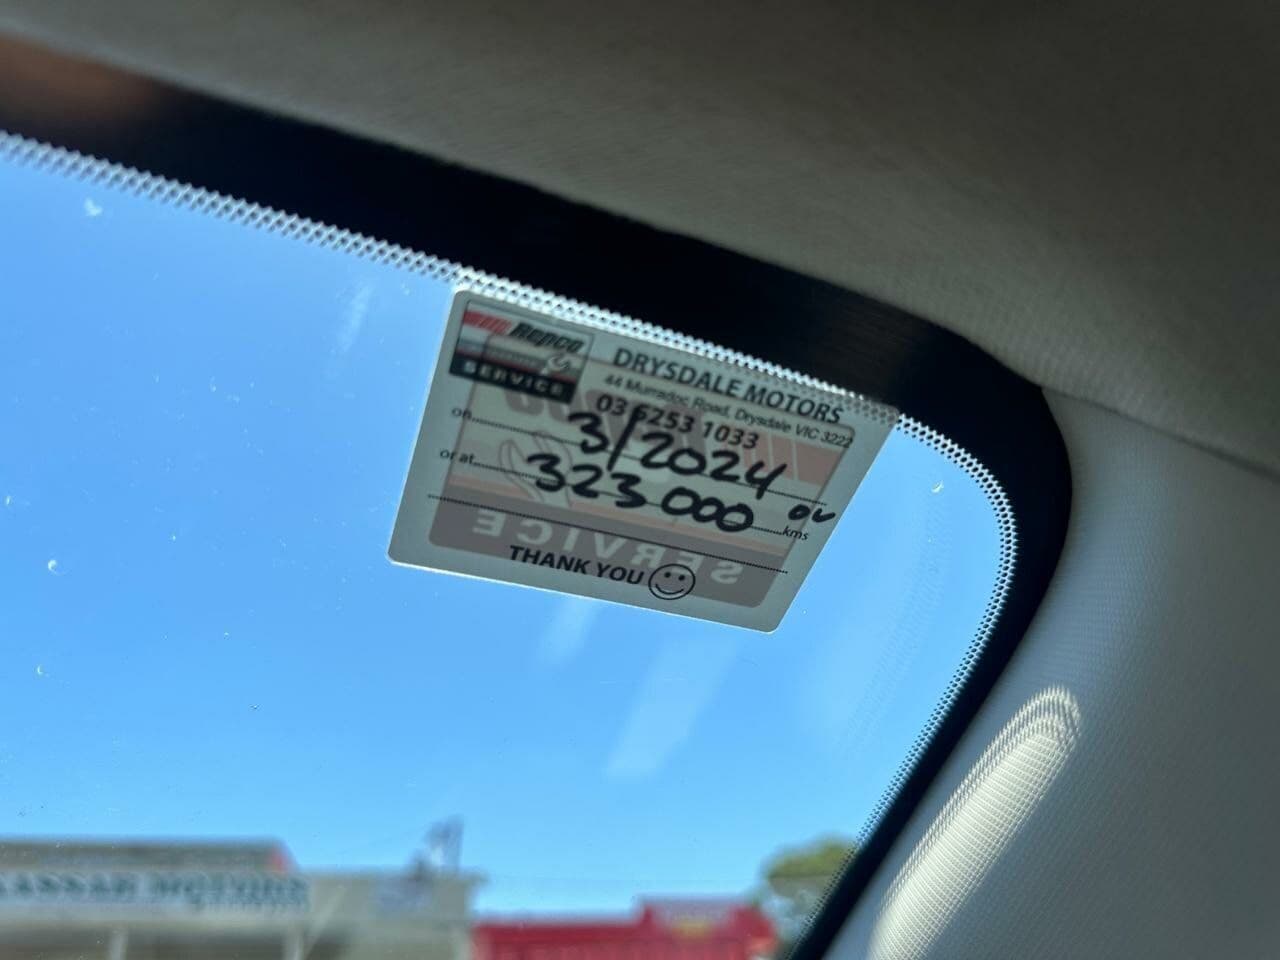 Repco
SERVICE
DRYSDALE MOTORS
44 Murradoc Road, Drysdale VIC 3222
03 5253 1033
on 3/2024
or at 323000 kms
THANK YOU
SERVICE
MOTORS